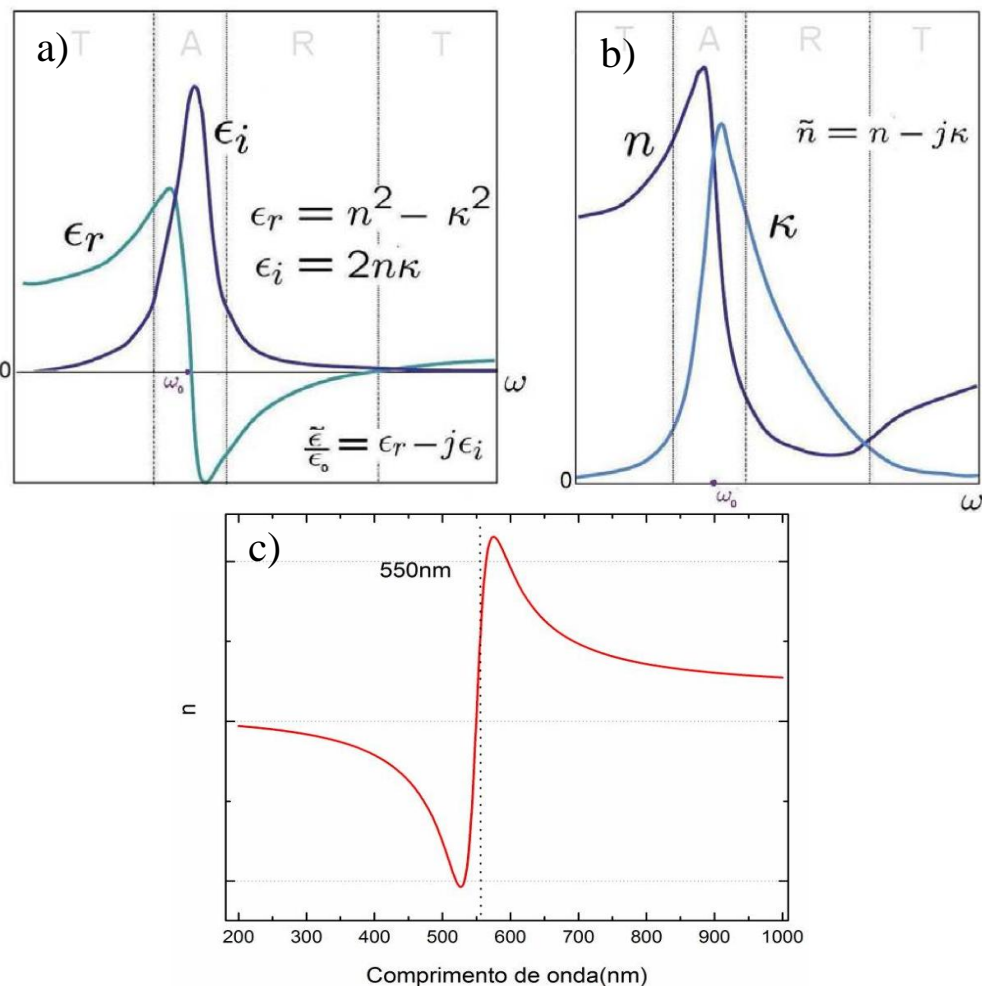 a)
T A R T
ϵᵢ
ϵᵣ
ϵᵣ = n² − κ²
ϵᵢ = 2nκ
0
ω₀
ω
ϵ̃/ϵ₀ = ϵᵣ − jϵᵢ
b)
T A R T
n
ñ = n − jκ
κ
0
ω₀
ω
c)
550nm
n
200 300 400 500 600 700 800 900 1000
Comprimento de onda(nm)